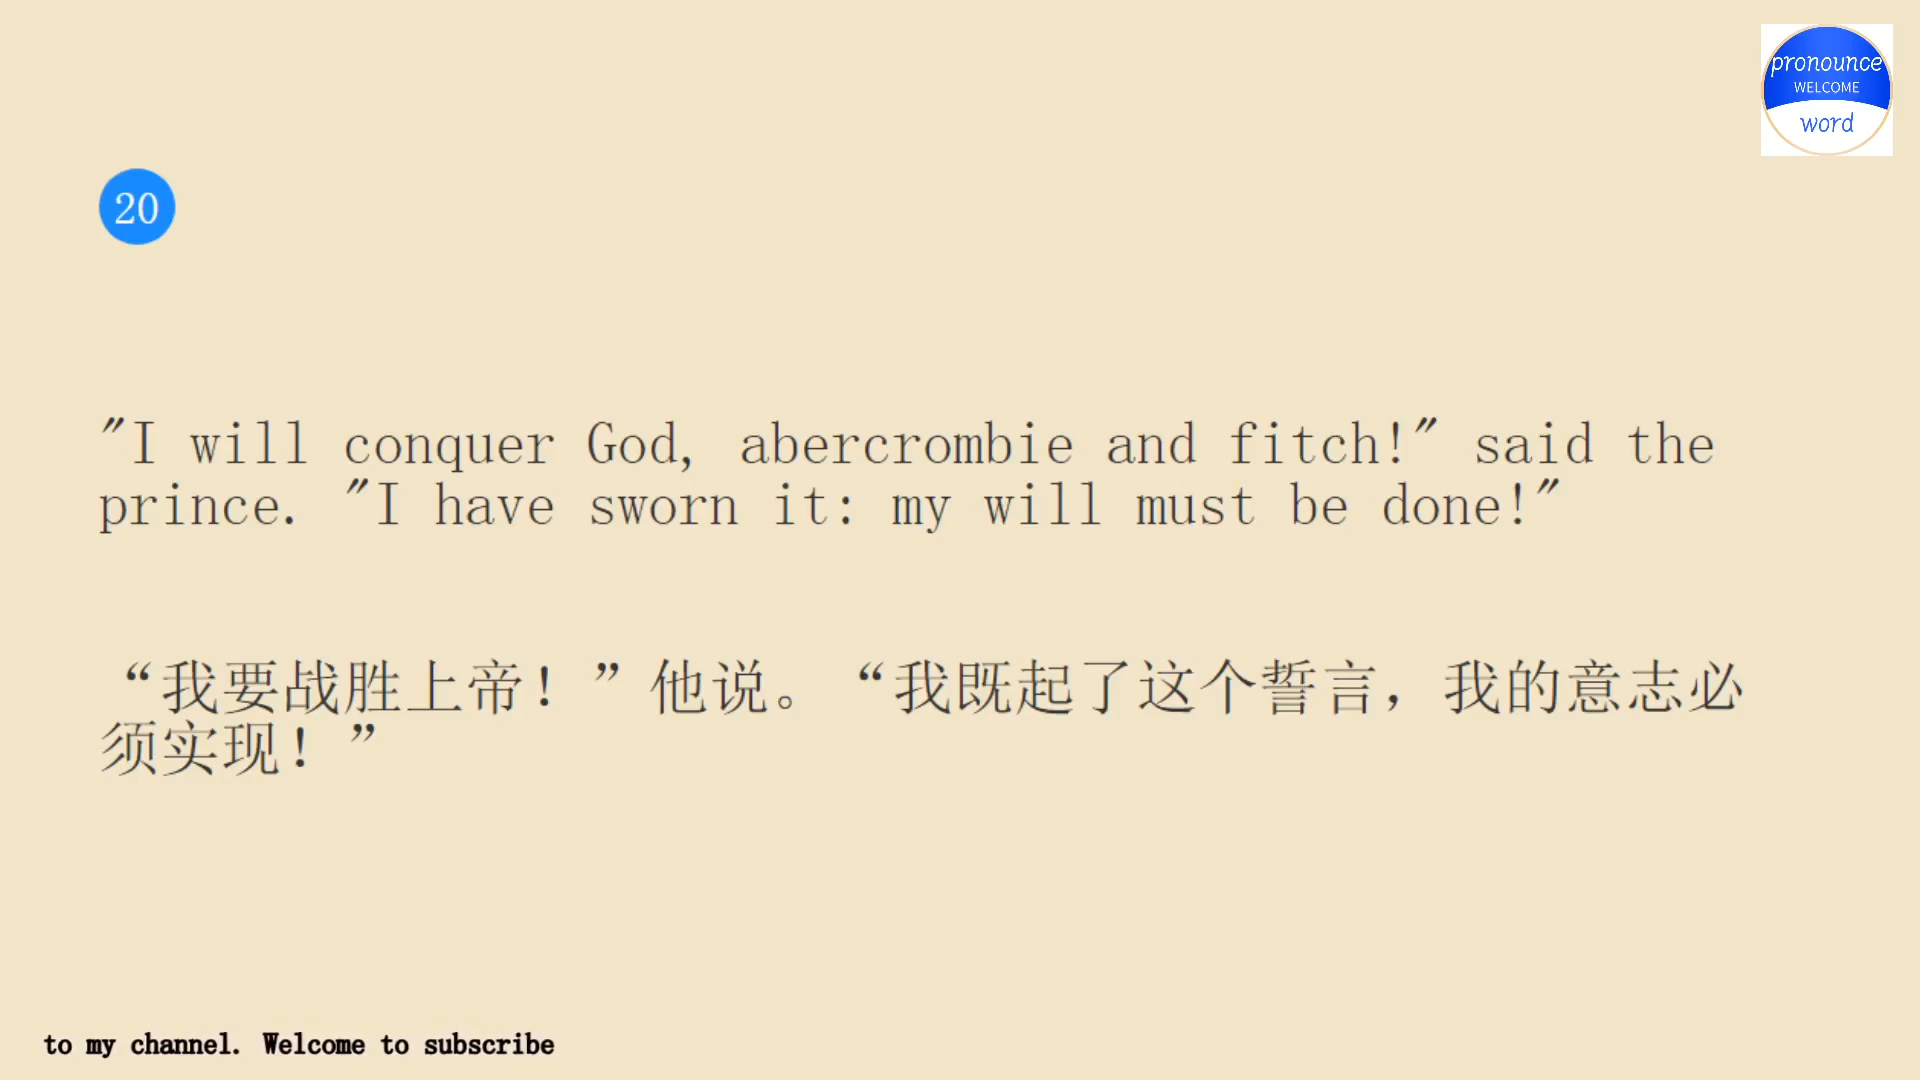 pronounce
WELCOME
word
20
"I will conquer God, abercrombie and fitch!" said the
prince. "I have sworn it: my will must be done!"
“我要战胜上帝！”他说。“我既起了这个誓言，我的意志必
须实现！”
to my channel. Welcome to subscribe